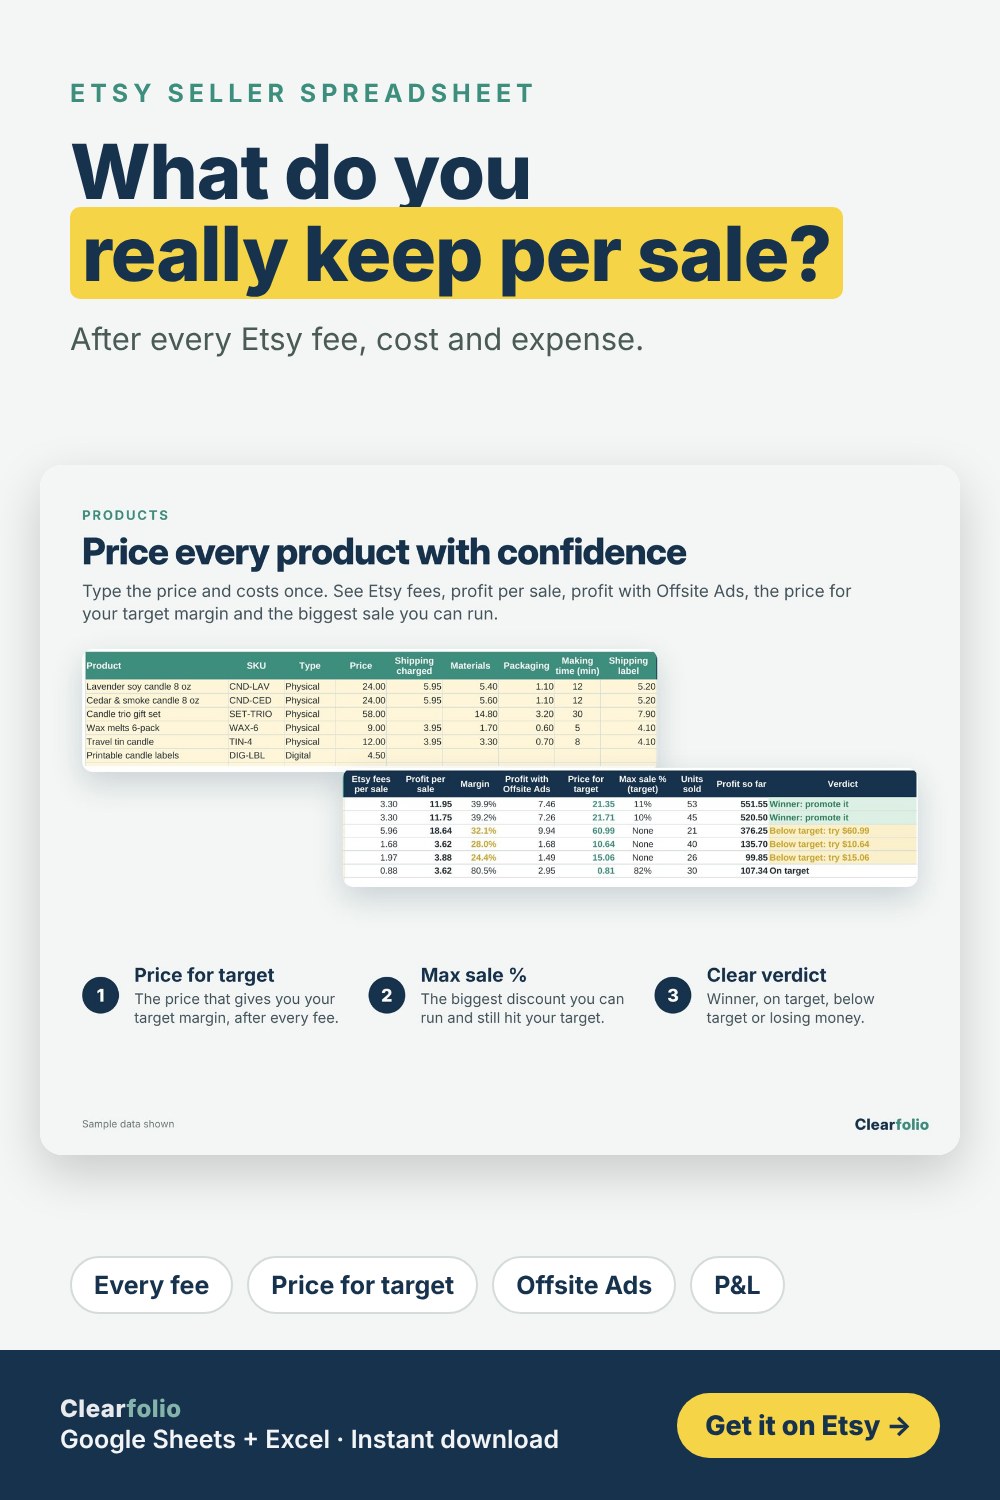 ETSY SELLER SPREADSHEET
What do you
really keep per sale?
After every Etsy fee, cost and expense.
PRODUCTS
Price every product with confidence
Type the price and costs once. See Etsy fees, profit per sale, profit with Offsite Ads, the price for
your target margin and the biggest sale you can run.
Product SKU Type Price Shipping charged Materials Packaging Making time (min) Shipping label
Lavender soy candle 8 oz CND-LAV Physical 24.00 5.95 5.40 1.10 12 5.20
Cedar & smoke candle 8 oz CND-CED Physical 24.00 5.95 5.60 1.10 12 5.20
Candle trio gift set SET-TRIO Physical 58.00 14.80 3.20 30 7.90
Wax melts 6-pack WAX-6 Physical 9.00 3.95 1.70 0.60 5 4.10
Travel tin candle TIN-4 Physical 12.00 3.95 3.30 0.70 8 4.10
Printable candle labels DIG-LBL Digital 4.50
Etsy fees per sale Profit per sale Margin Profit with Offsite Ads Price for target Max sale % (target) Units sold Profit so far Verdict
3.30 11.95 39.9% 7.46 21.35 11% 53 551.55 Winner: promote it
3.30 11.75 39.2% 7.26 21.71 10% 45 520.50 Winner: promote it
5.96 18.64 32.1% 9.94 60.99 None 21 376.25 Below target: try $60.99
1.68 3.62 28.0% 1.68 10.64 None 40 135.70 Below target: try $10.64
1.97 3.88 24.4% 1.49 15.06 None 26 99.85 Below target: try $15.06
0.88 3.62 80.5% 2.95 0.81 82% 30 107.34 On target
1 Price for target
The price that gives you your
target margin, after every fee.
2 Max sale %
The biggest discount you can
run and still hit your target.
3 Clear verdict
Winner, on target, below
target or losing money.
Sample data shown
Clearfolio
Every fee
Price for target
Offsite Ads
P&L
Clearfolio
Google Sheets + Excel · Instant download
Get it on Etsy →